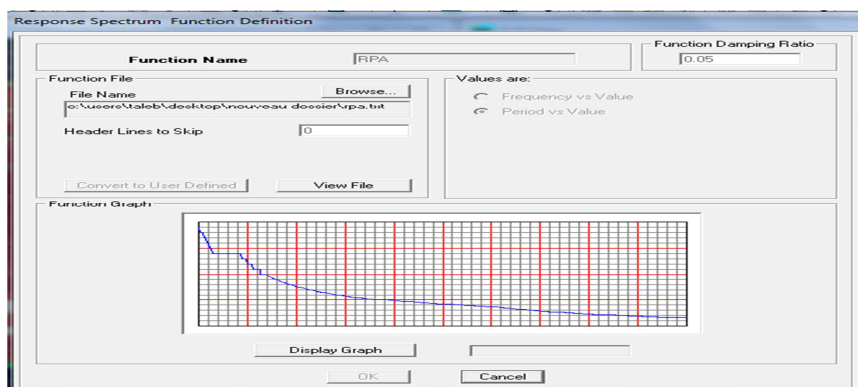 Response Spectrum Function Definition
Function Name RPA
Function Damping Ratio
0.05
Function File
File Name Browse...
c:\users\taleb\desktop\nouveau dossier\rpa.txt
Header Lines to Skip 0
Convert to User Defined View File
Values are:
Frequency vs Value
Period vs Value
Function Graph
Display Graph
OK Cancel